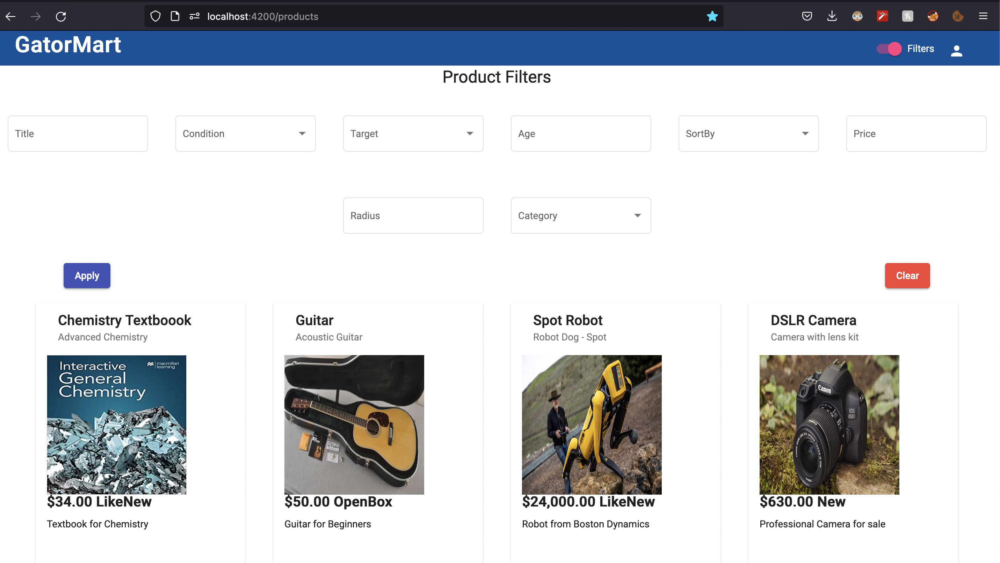 localhost:4200/products
GatorMart
Filters
Product Filters
Title
Condition
Target
Age
SortBy
Price
Radius
Category
Apply
Clear
Chemistry Textboook
Advanced Chemistry
Interactive
General
Chemistry
macmillan
learning
$34.00 LikeNew
Textbook for Chemistry
Guitar
Acoustic Guitar
$50.00 OpenBox
Guitar for Beginners
Spot Robot
Robot Dog - Spot
$24,000.00 LikeNew
Robot from Boston Dynamics
DSLR Camera
Camera with lens kit
Canon
EOS
850D
$630.00 New
Professional Camera for sale